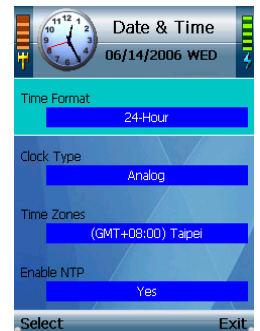 Date & Time
06/14/2006 WED
Time Format
24-Hour
Clock Type
Analog
Time Zones
(GMT+08:00) Taipei
Enable NTP
Yes
Select Exit